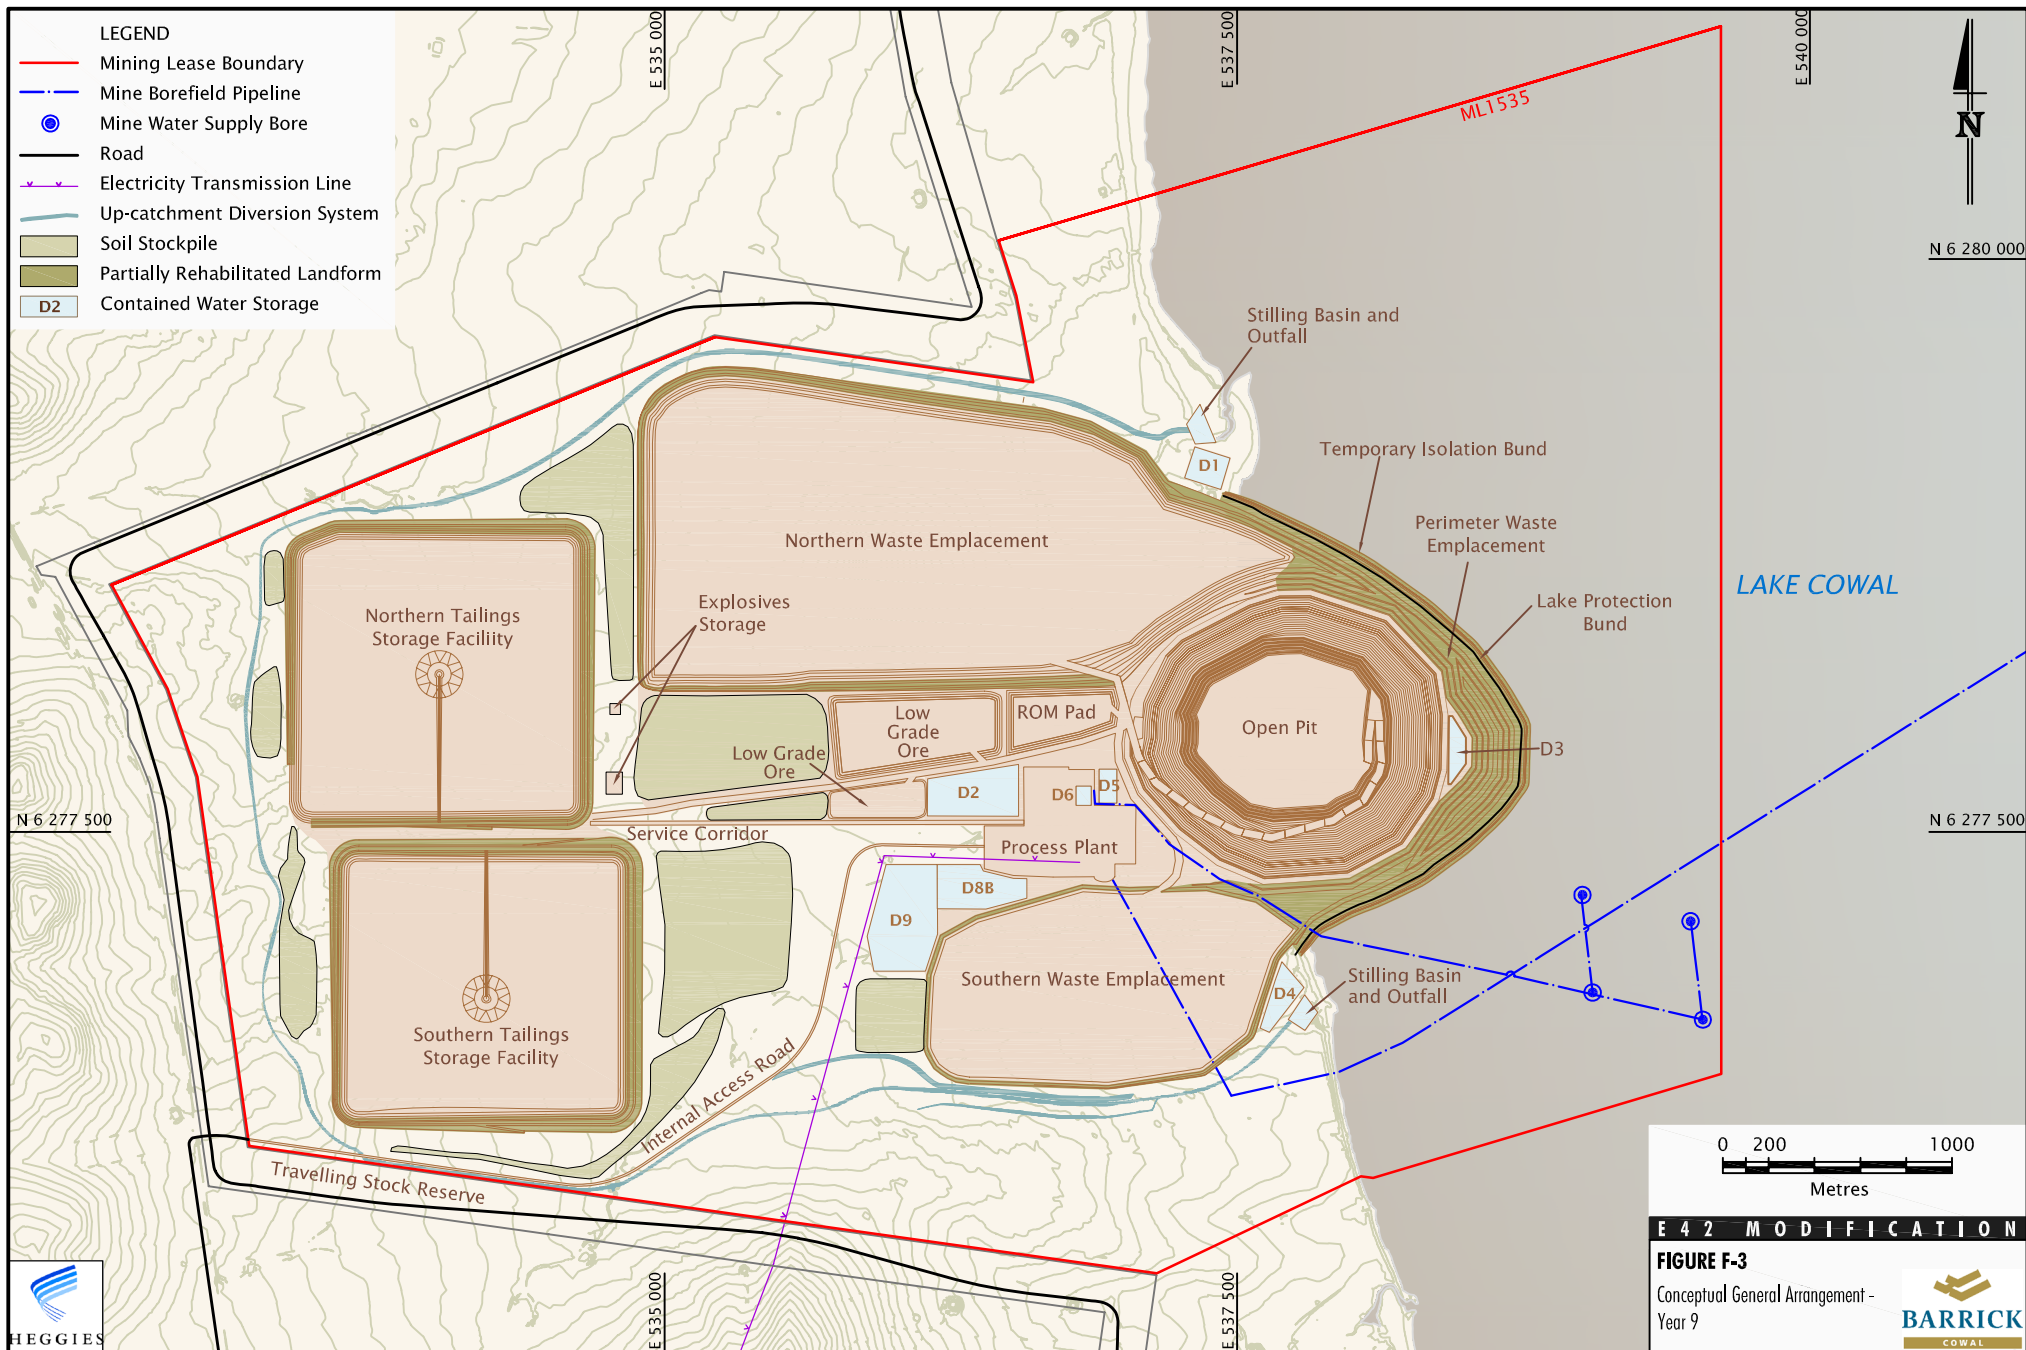 LEGEND
Mining Lease Boundary
Mine Borefield Pipeline
Mine Water Supply Bore
Road
Electricity Transmission Line
Up-catchment Diversion System
Soil Stockpile
Partially Rehabilitated Landform
D2
Contained Water Storage
E 535 000
E 537 500
E 540 000
N
ML1535
N 6 280 000
Stilling Basin and
Outfall
D1
Temporary Isolation Bund
Perimeter Waste
Emplacement
Northern Waste Emplacement
LAKE COWAL
Lake Protection
Bund
Explosives
Storage
Northern Tailings
Storage Faciliity
Low
Grade
Ore
ROM Pad
Open Pit
D3
Low Grade
Ore
D2
D6
D5
N 6 277 500
N 6 277 500
Service Corridor
Process Plant
D8B
D9
Southern Waste Emplacement
Stilling Basin
and Outfall
D4
Southern Tailings
Storage Facility
Internal Access Road
Travelling Stock Reserve
0 200 1000
Metres
E42 MODIFICATION
FIGURE F-3
Conceptual General Arrangement -
Year 9
E 535 000
E 537 500
HEGGIES
BARRICK
COWAL